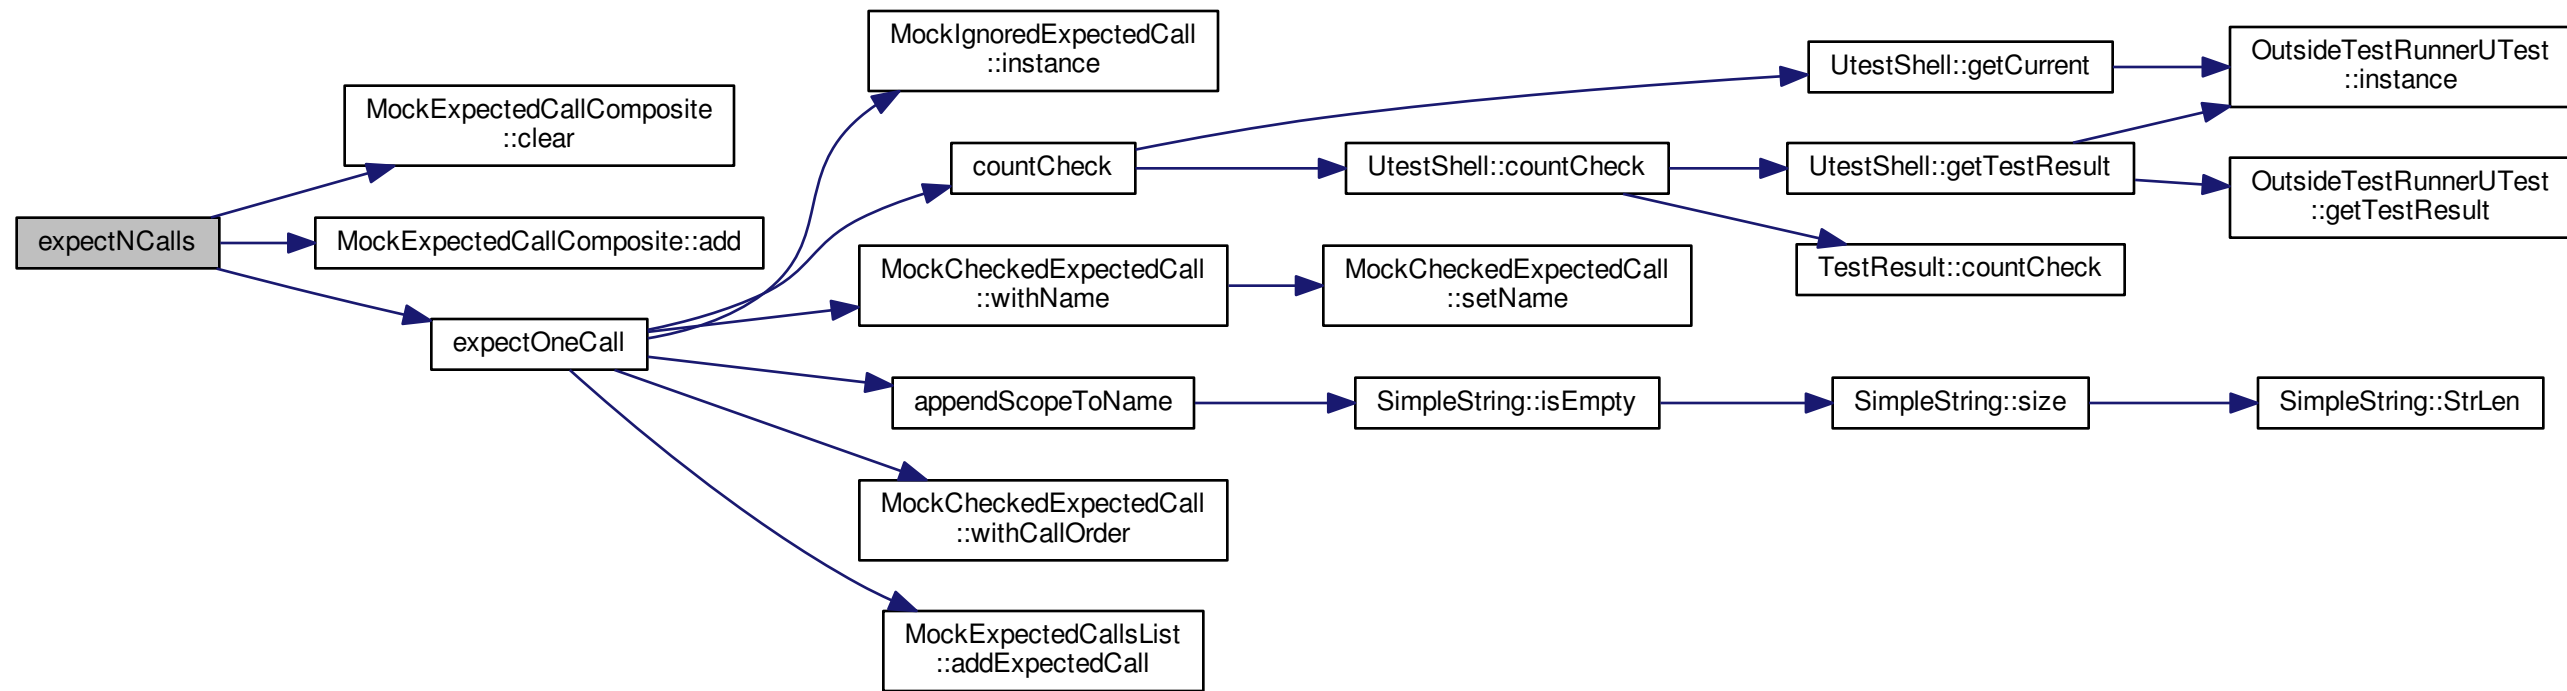 expectNCalls
MockExpectedCallComposite
::clear
MockExpectedCallComposite::add
expectOneCall
MockIgnoredExpectedCall
::instance
countCheck
MockCheckedExpectedCall
::withName
appendScopeToName
MockCheckedExpectedCall
::withCallOrder
MockExpectedCallsList
::addExpectedCall
UtestShell::countCheck
MockCheckedExpectedCall
::setName
SimpleString::isEmpty
UtestShell::getCurrent
UtestShell::getTestResult
TestResult::countCheck
SimpleString::size
OutsideTestRunnerUTest
::instance
OutsideTestRunnerUTest
::getTestResult
SimpleString::StrLen